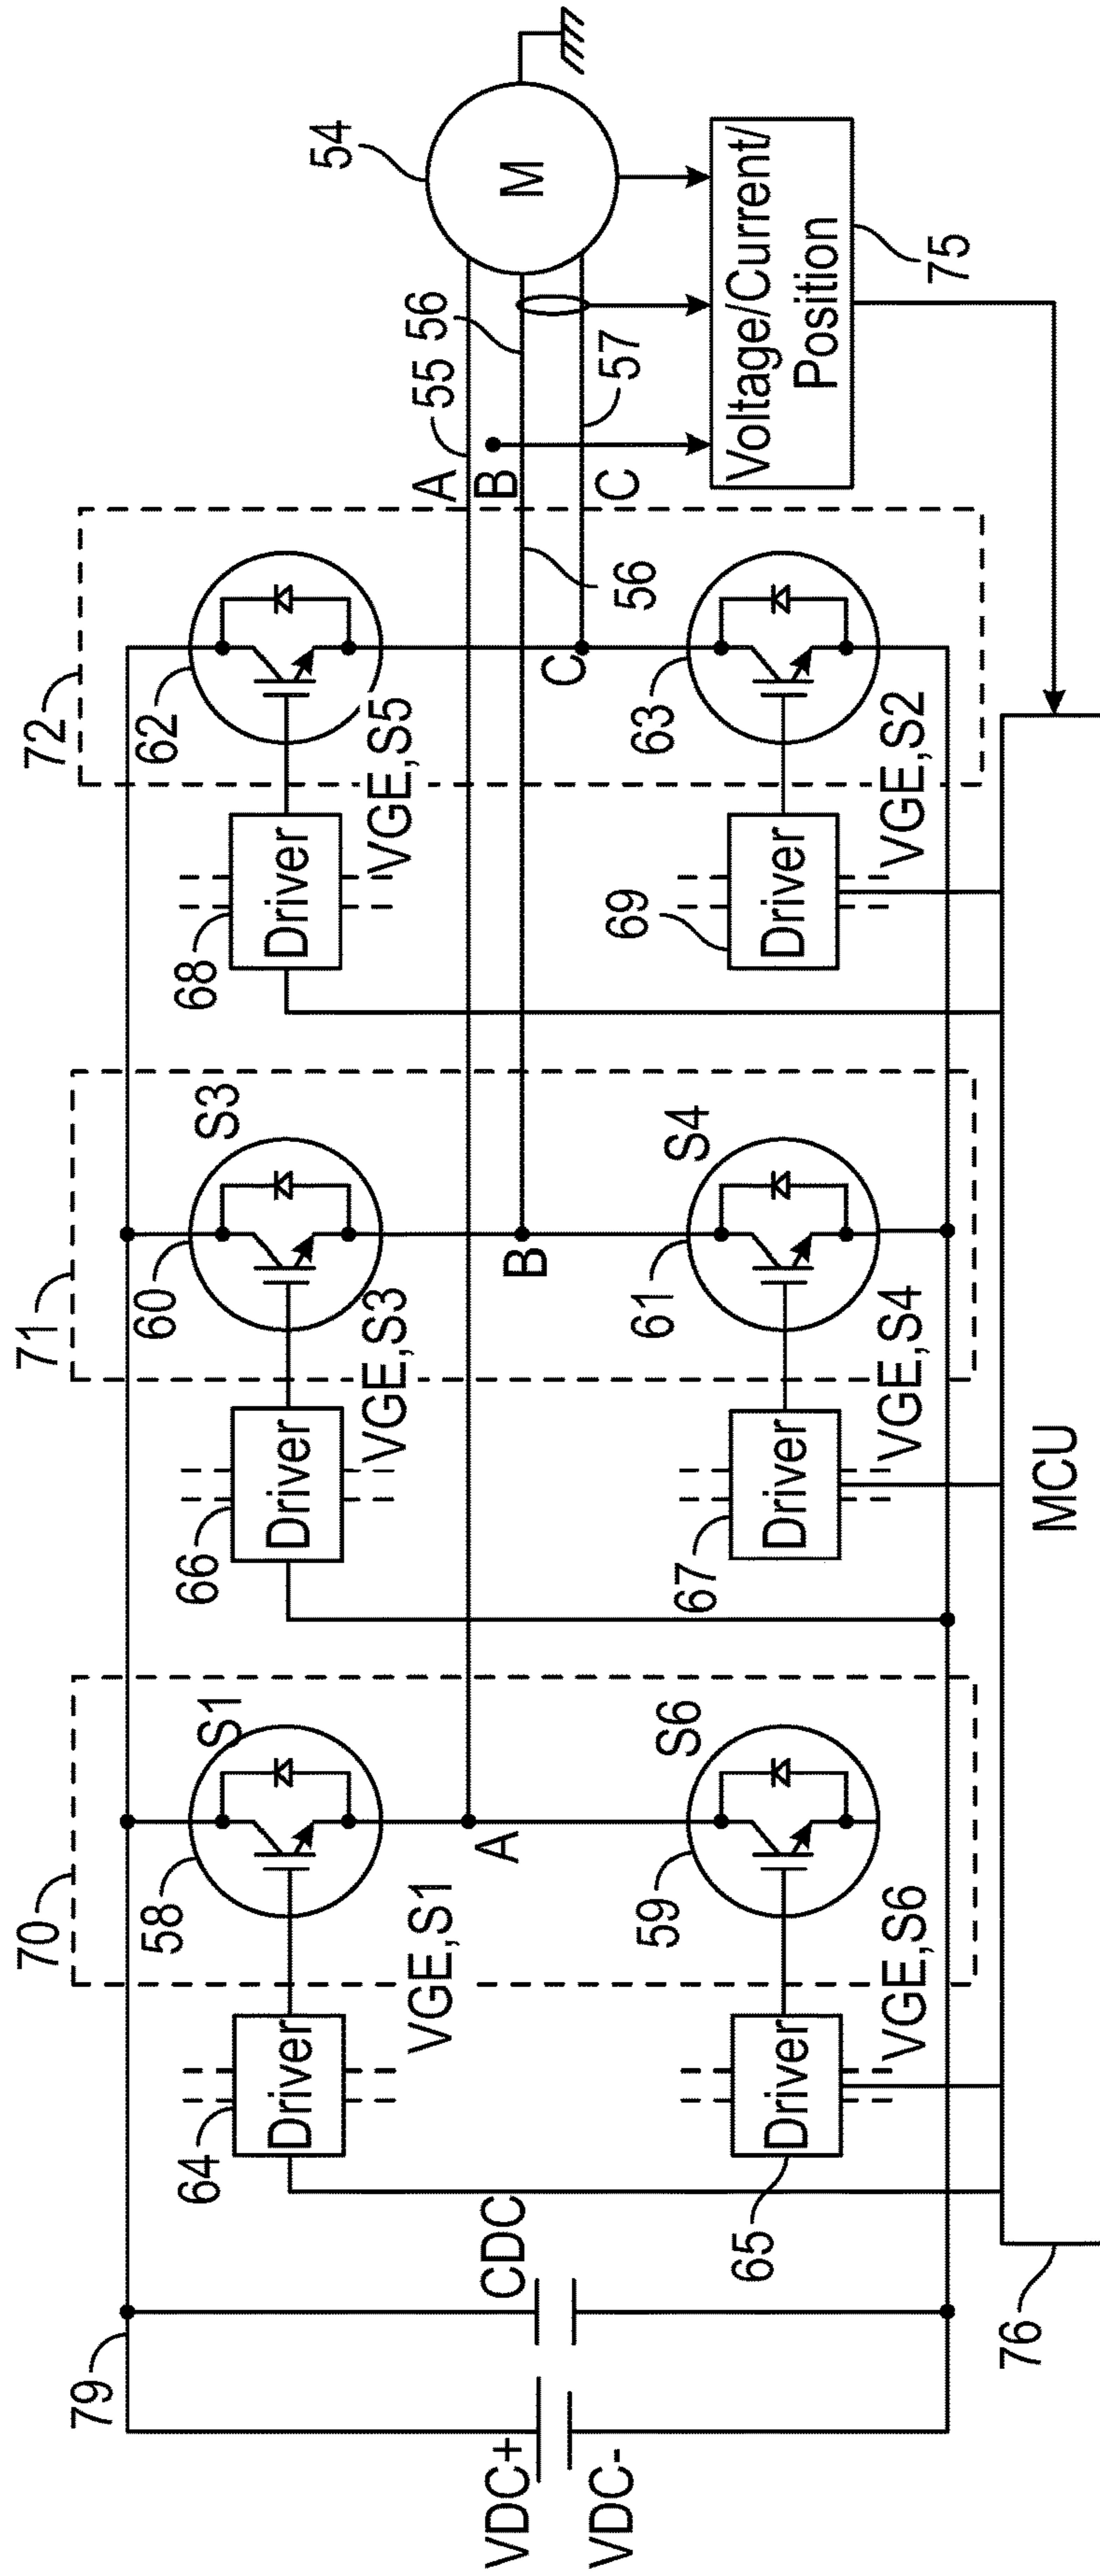 79
70
71
72
58
S1
60
S3
62
54
64
Driver
66
Driver
68
Driver
VGE,S1
VGE,S3
VGE,S5
A
55
56
VDC+
CDC
A
B
B
M
VDC-
C
C
57
56
59
S6
61
S4
63
65
Driver
67
Driver
69
Driver
Voltage/Current/
Position
VGE,S6
VGE,S4
VGE,S2
75
76
MCU